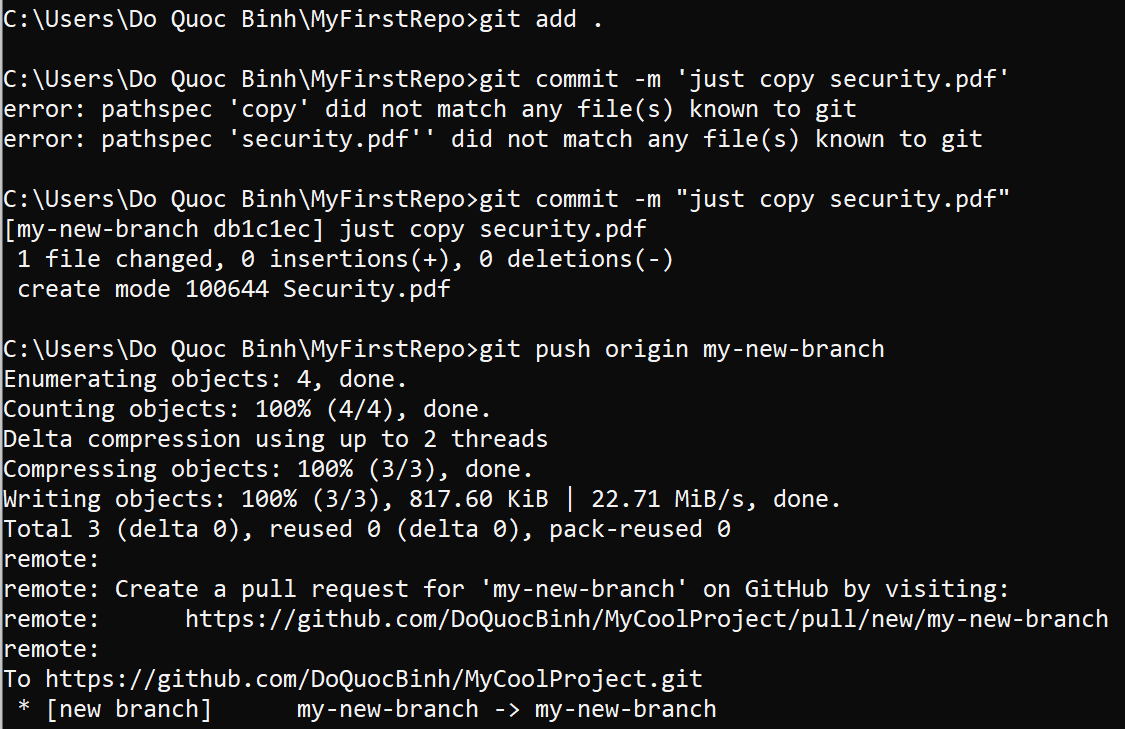 C:\Users\Do Quoc Binh\MyFirstRepo>git add .
C:\Users\Do Quoc Binh\MyFirstRepo>git commit -m 'just copy security.pdf'
error: pathspec 'copy' did not match any file(s) known to git
error: pathspec 'security.pdf'' did not match any file(s) known to git
C:\Users\Do Quoc Binh\MyFirstRepo>git commit -m "just copy security.pdf"
[my-new-branch db1c1ec] just copy security.pdf
 1 file changed, 0 insertions(+), 0 deletions(-)
 create mode 100644 Security.pdf
C:\Users\Do Quoc Binh\MyFirstRepo>git push origin my-new-branch
Enumerating objects: 4, done.
Counting objects: 100% (4/4), done.
Delta compression using up to 2 threads
Compressing objects: 100% (3/3), done.
Writing objects: 100% (3/3), 817.60 KiB | 22.71 MiB/s, done.
Total 3 (delta 0), reused 0 (delta 0), pack-reused 0
remote:
remote: Create a pull request for 'my-new-branch' on GitHub by visiting:
remote:      https://github.com/DoQuocBinh/MyCoolProject/pull/new/my-new-branch
remote:
To https://github.com/DoQuocBinh/MyCoolProject.git
 * [new branch]      my-new-branch -> my-new-branch